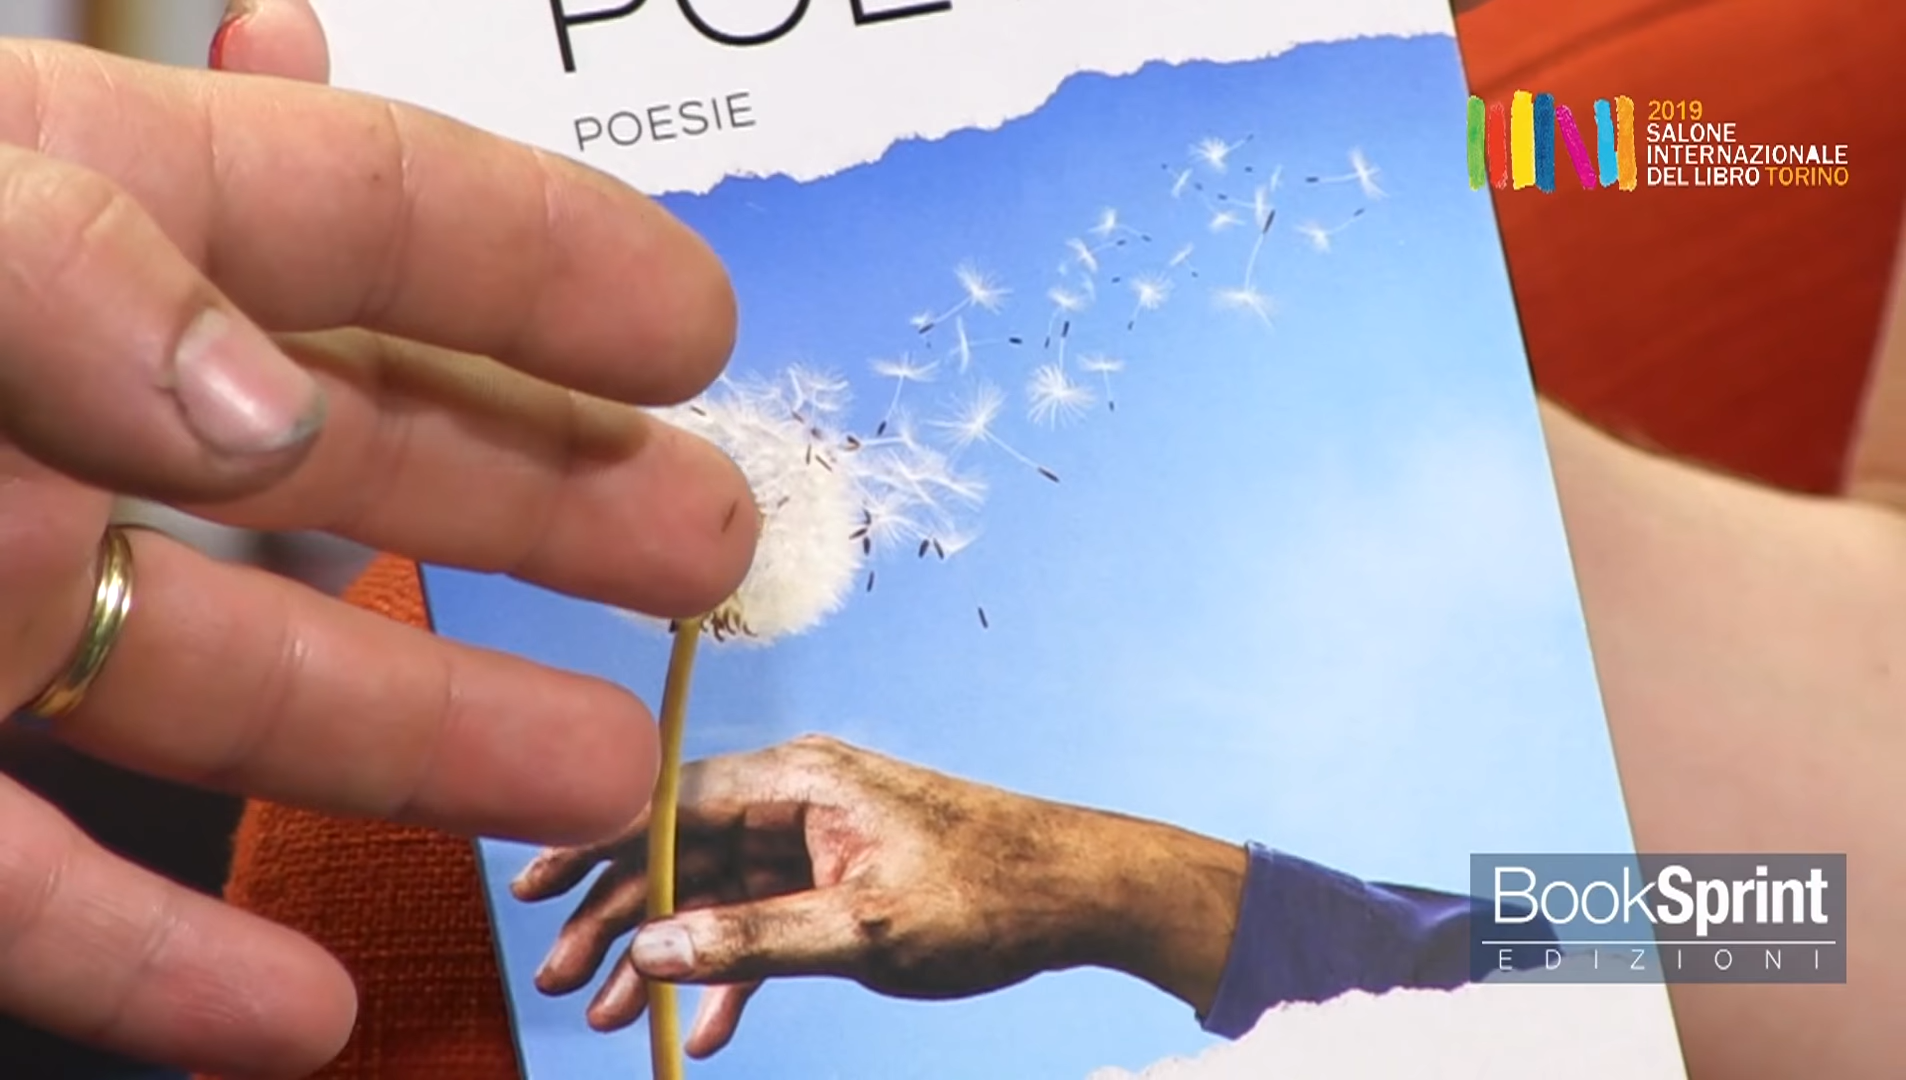 POESIE
2019
SALONE
INTERNAZIONALE
DEL LIBRO TORINO
BookSprint
EDIZIONI